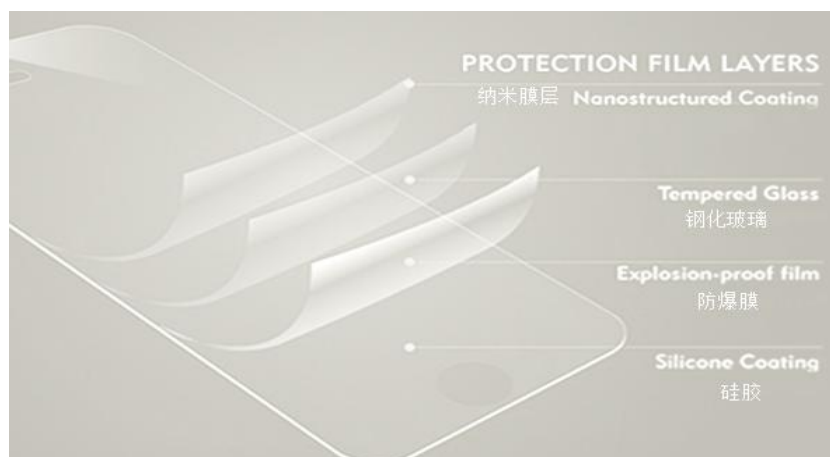 PROTECTION FILM LAYERS
纳米膜层 Nanostructured Coating
Tempered Glass
钢化玻璃
Explosion-proof film
防爆膜
Silicone Coating
硅胶